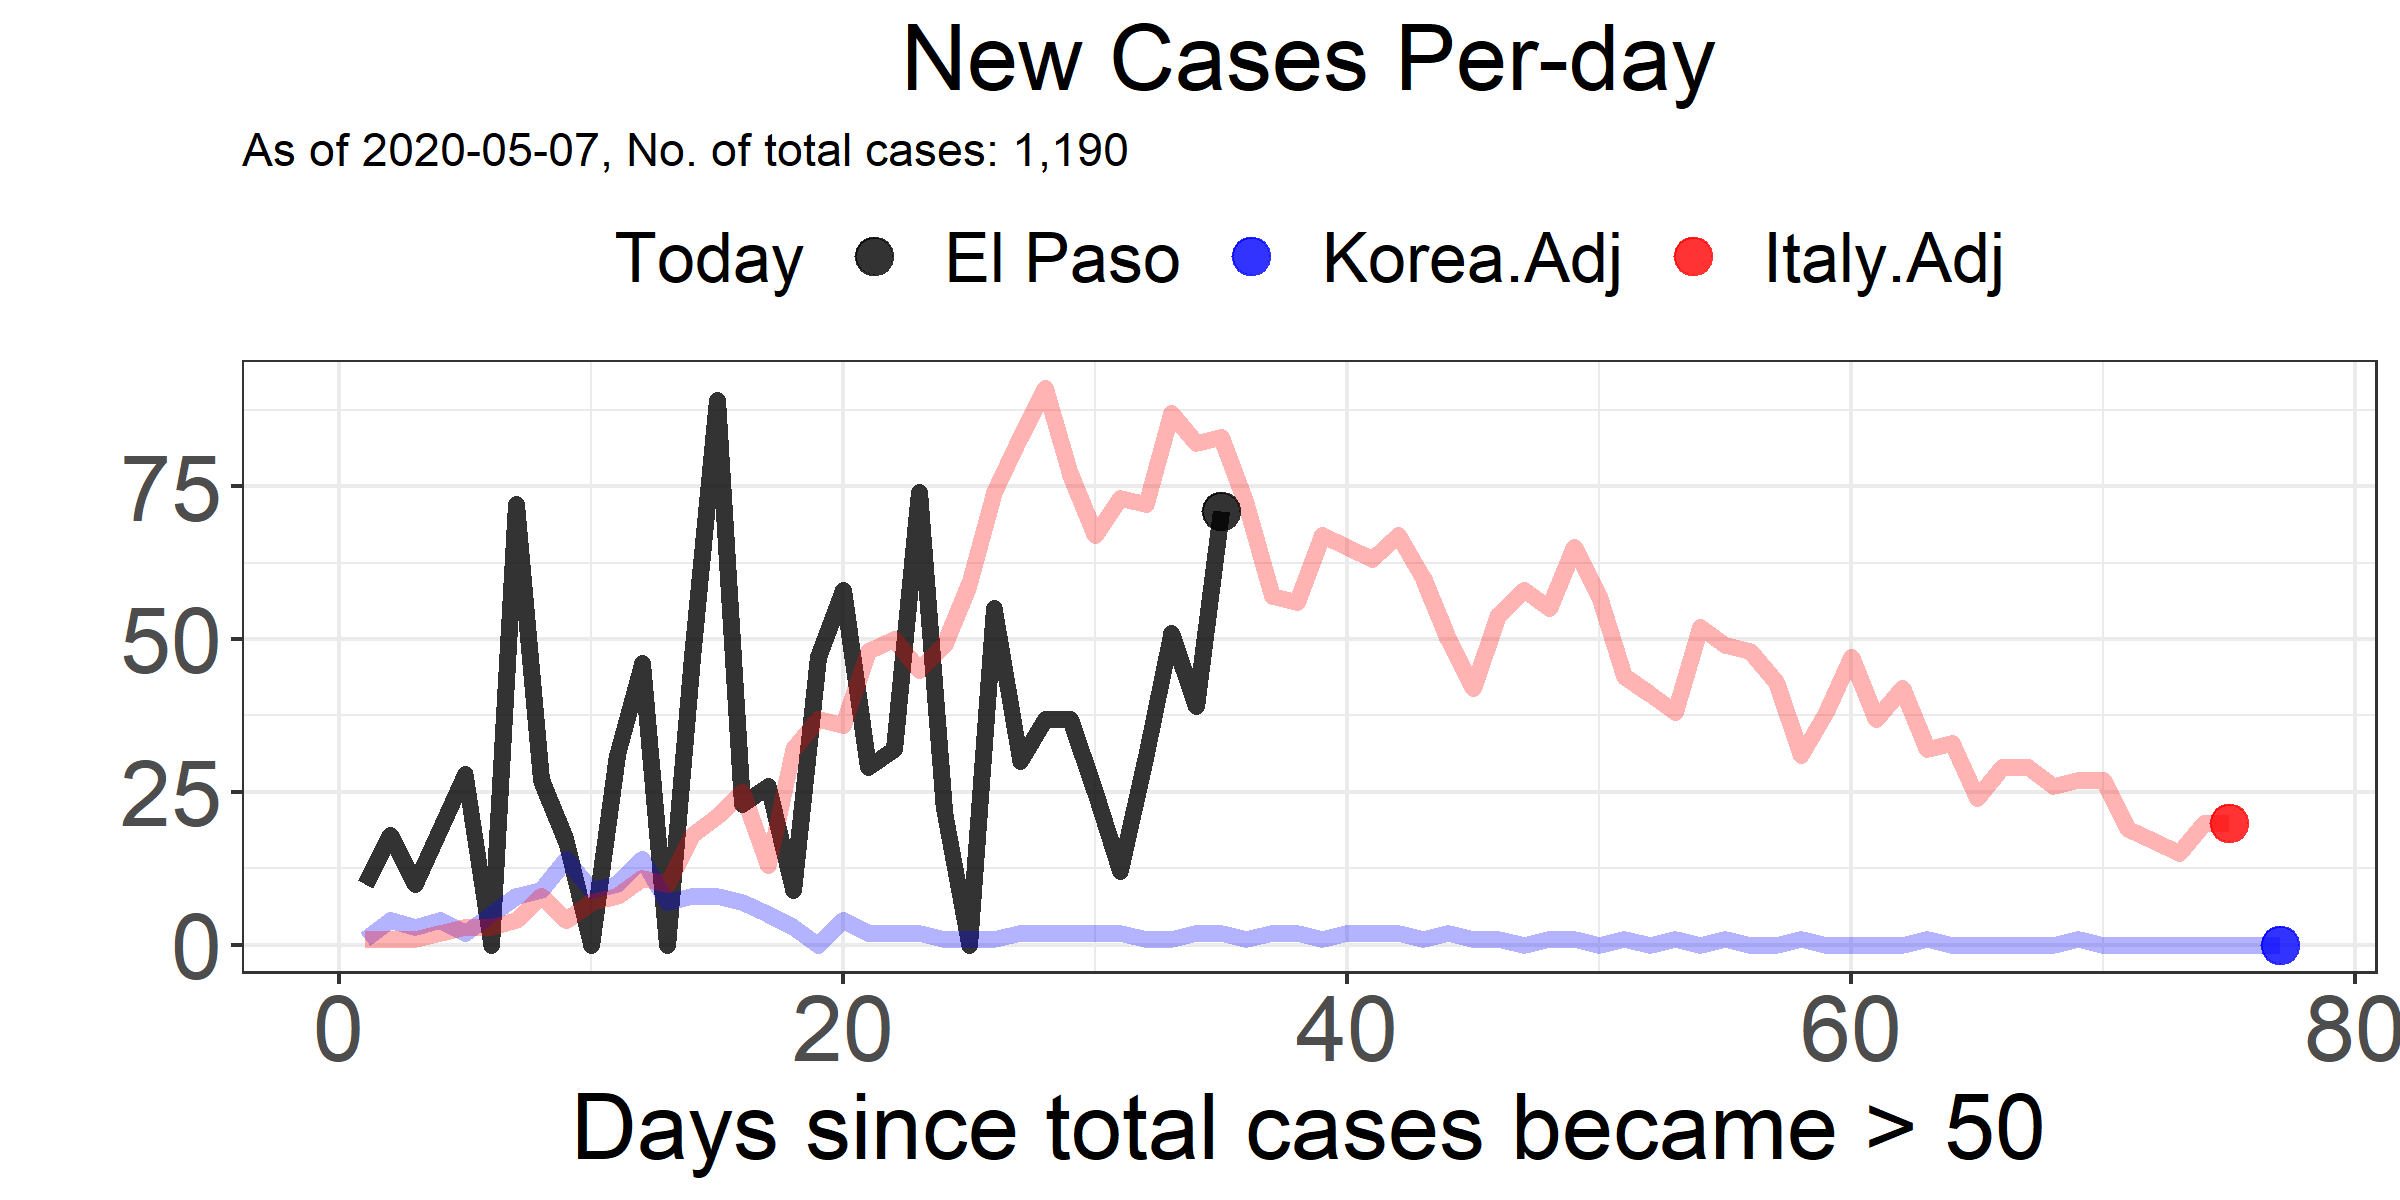 New Cases Per-day
As of 2020-05-07, No. of total cases: 1,190
Today El Paso Korea.Adj Italy.Adj
75
50
25
0
0 20 40 60 80
Days since total cases became > 50